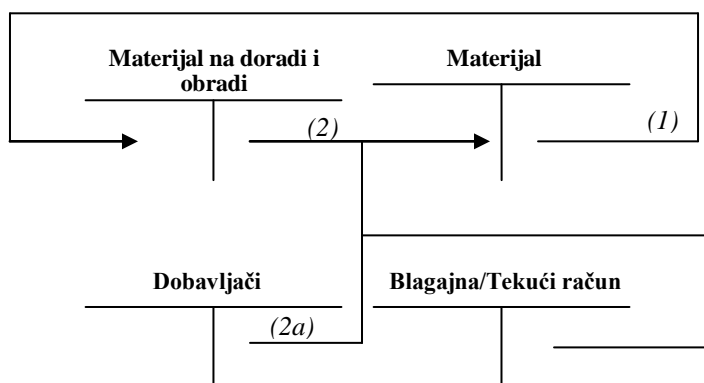 Materijal na doradi i
obradi
Materijal
(2)
(1)
Dobavljači
Blagajna/Tekući račun
(2a)